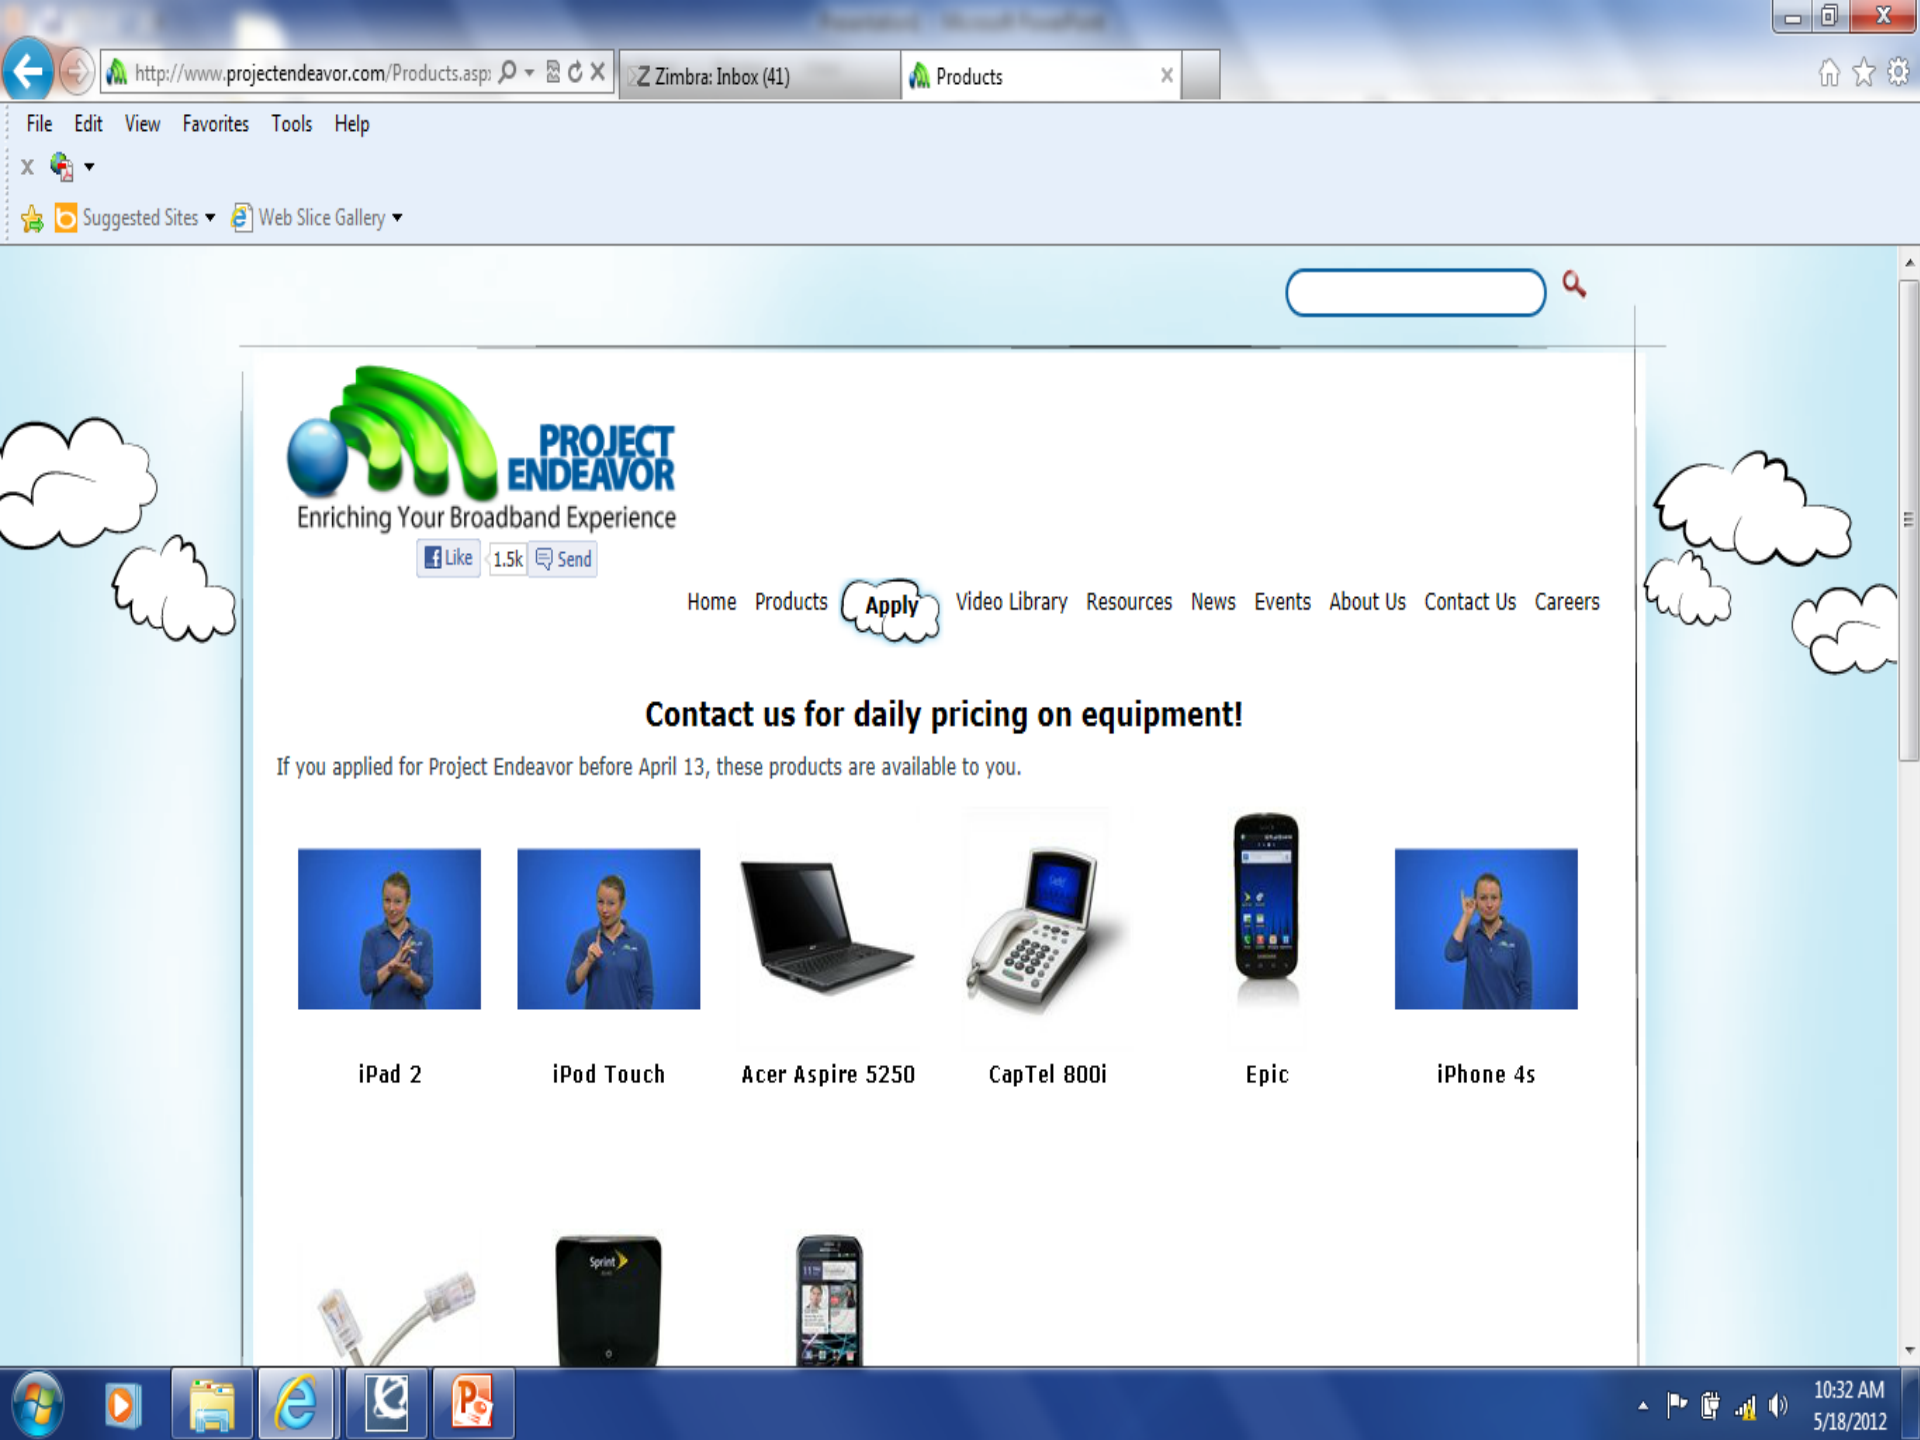 http://www.projectendeavor.com/Products.asp
Zimbra: Inbox (41)
Products
File Edit View Favorites Tools Help
Suggested Sites
Web Slice Gallery
PROJECT
ENDEAVOR
Enriching Your Broadband Experience
Like 1.5k Send
Home Products Apply Video Library Resources News Events About Us Contact Us Careers
Contact us for daily pricing on equipment!
If you applied for Project Endeavor before April 13, these products are available to you.
iPad 2 iPod Touch Acer Aspire 5250 CapTel 800i Epic iPhone 4s
Sprint
10:32 AM
5/18/2012